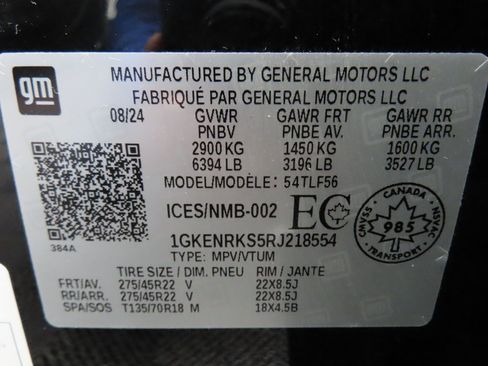 gm
MANUFACTURED BY GENERAL MOTORS LLC
FABRIQUÉ PAR GENERAL MOTORS LLC
08/24 GVWR GAWR FRT GAWR RR
PNBV PNBE AV. PNBE ARR.
2900 KG 1450 KG 1600 KG
6394 LB 3196 LB 3527 LB
MODEL/MODÈLE: 54TLF56
ICES/NMB-002 EC
CANADA
SSANO 985 NSVAC
TRANSPORT
384A
1GKENRKS5RJ218554
TYPE: MPV/VTUM
TIRE SIZE / DIM. PNEU RIM / JANTE
FRT/AV. 275/45R22 V 22X8.5J
RR/ARR. 275/45R22 V 22X8.5J
SPA/SOS T135/70R18 M 18X4.5B